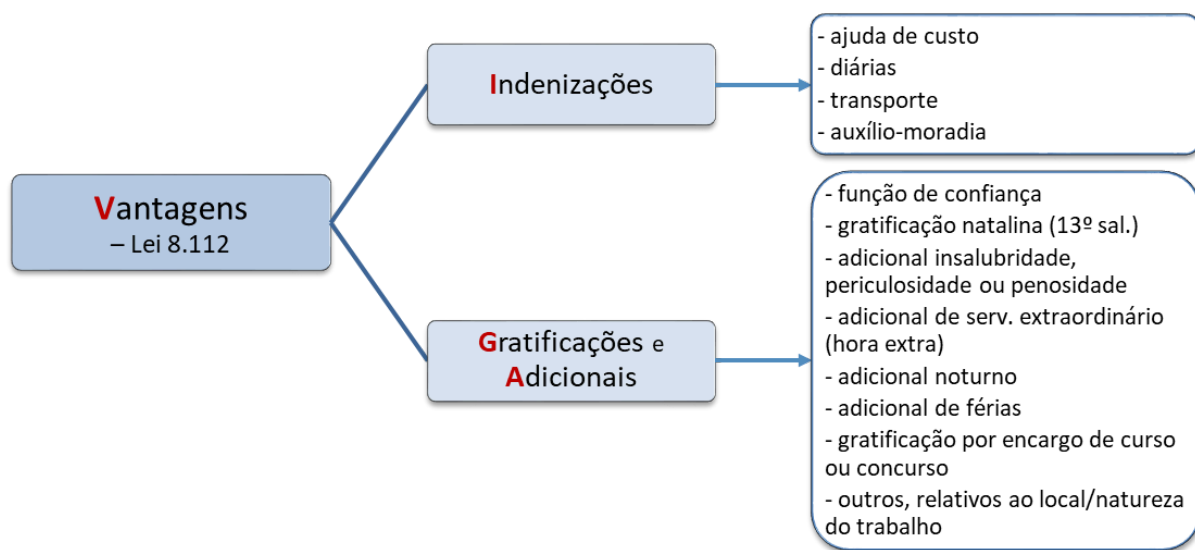 Vantagens
– Lei 8.112
Indenizações
- ajuda de custo
- diárias
- transporte
- auxílio-moradia
Gratificações e
Adicionais
- função de confiança
- gratificação natalina (13º sal.)
- adicional insalubridade,
periculosidade ou penosidade
- adicional de serv. extraordinário
(hora extra)
- adicional noturno
- adicional de férias
- gratificação por encargo de curso
ou concurso
- outros, relativos ao local/natureza
do trabalho